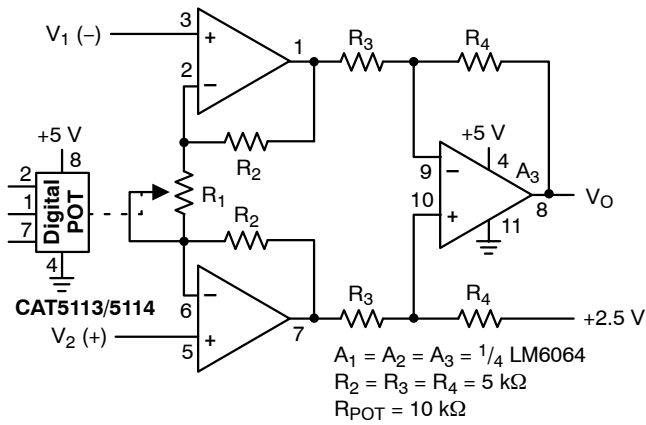 V1 (–)
3
+
1
2
–
R3
R4
R2
+5 V
8
2
1
7
Digital
POT
4
R1
R2
+5 V
4
A3
9
–
10
+
8
VO
11
CAT5113/5114
V2 (+)
6
–
5
+
7
R3
R4
+2.5 V
A1 = A2 = A3 = 1/4 LM6064
R2 = R3 = R4 = 5 kΩ
RPOT = 10 kΩ